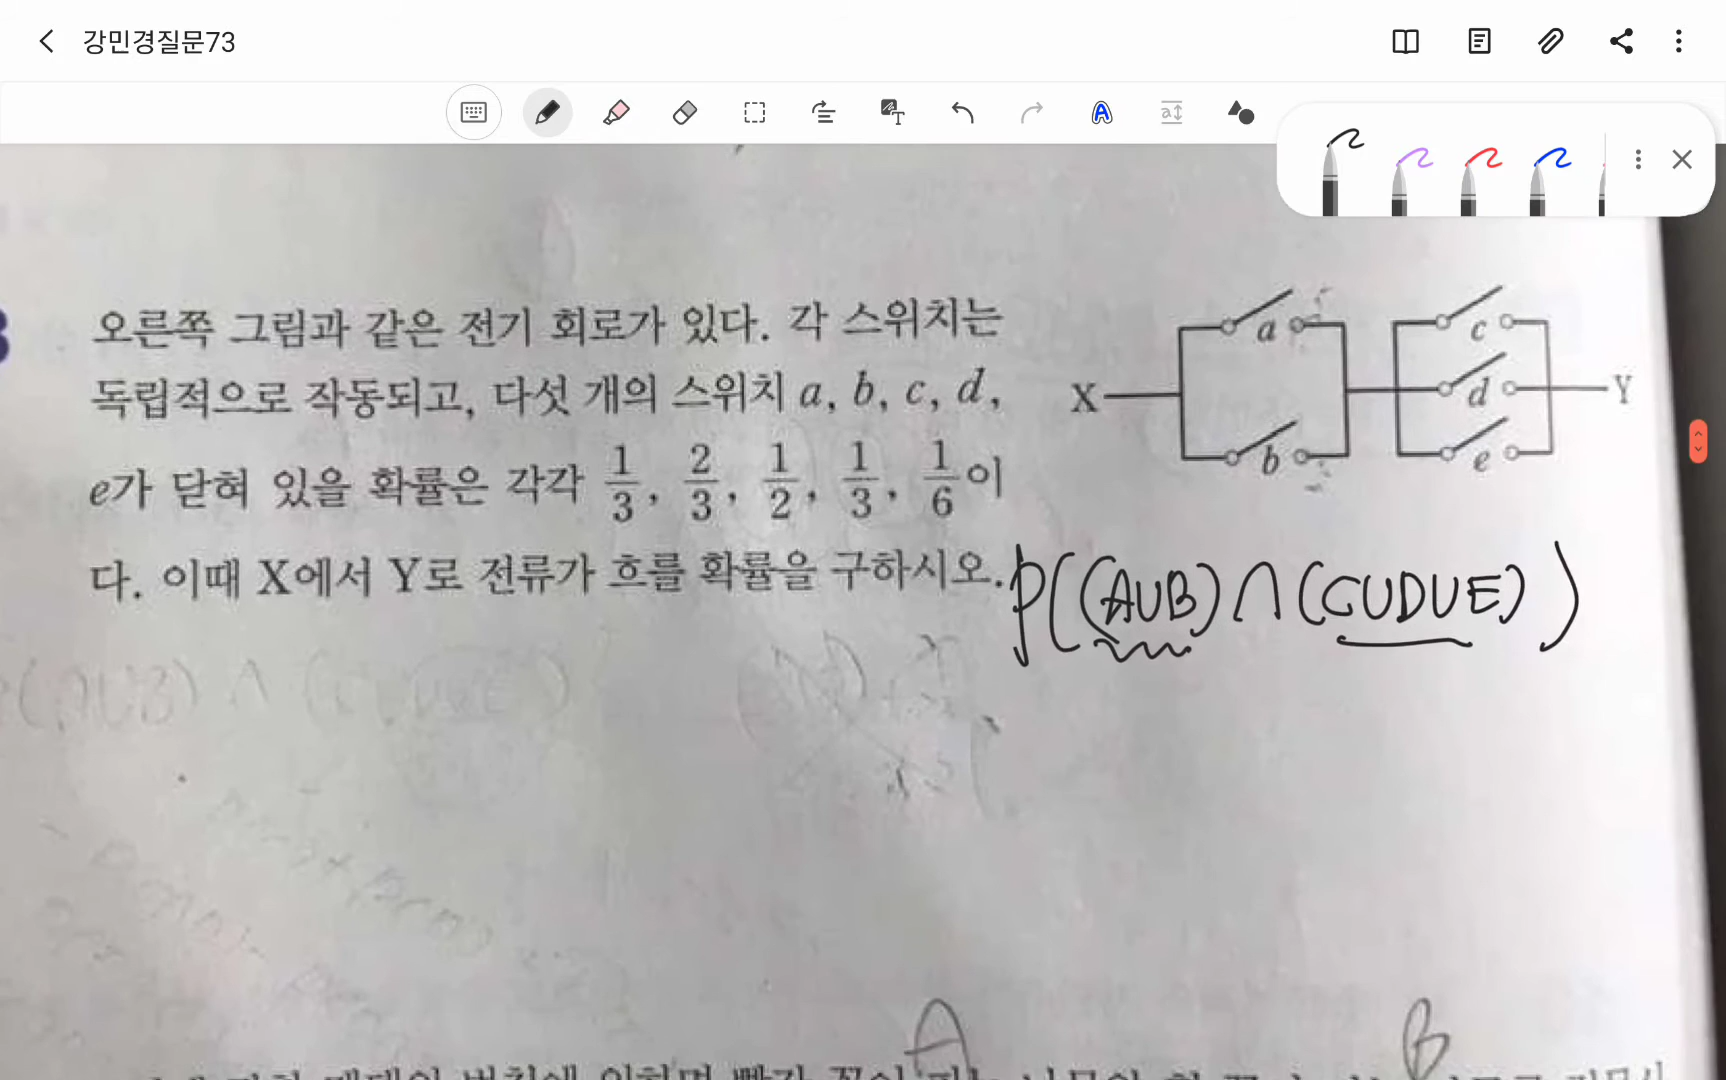 강민경질문73
오른쪽 그림과 같은 전기 회로가 있다. 각 스위치는
독립적으로 작동되고, 다섯 개의 스위치 a, b, c, d,
e가 닫혀 있을 확률은 각각 1/3, 2/3, 1/2, 1/3, 1/6이
다. 이때 X에서 Y로 전류가 흐를 확률을 구하시오.
X a b c d e Y
P((A∪B)∩(C∪D∪E))
(A∪B)∩(C∪D∪E)
A B